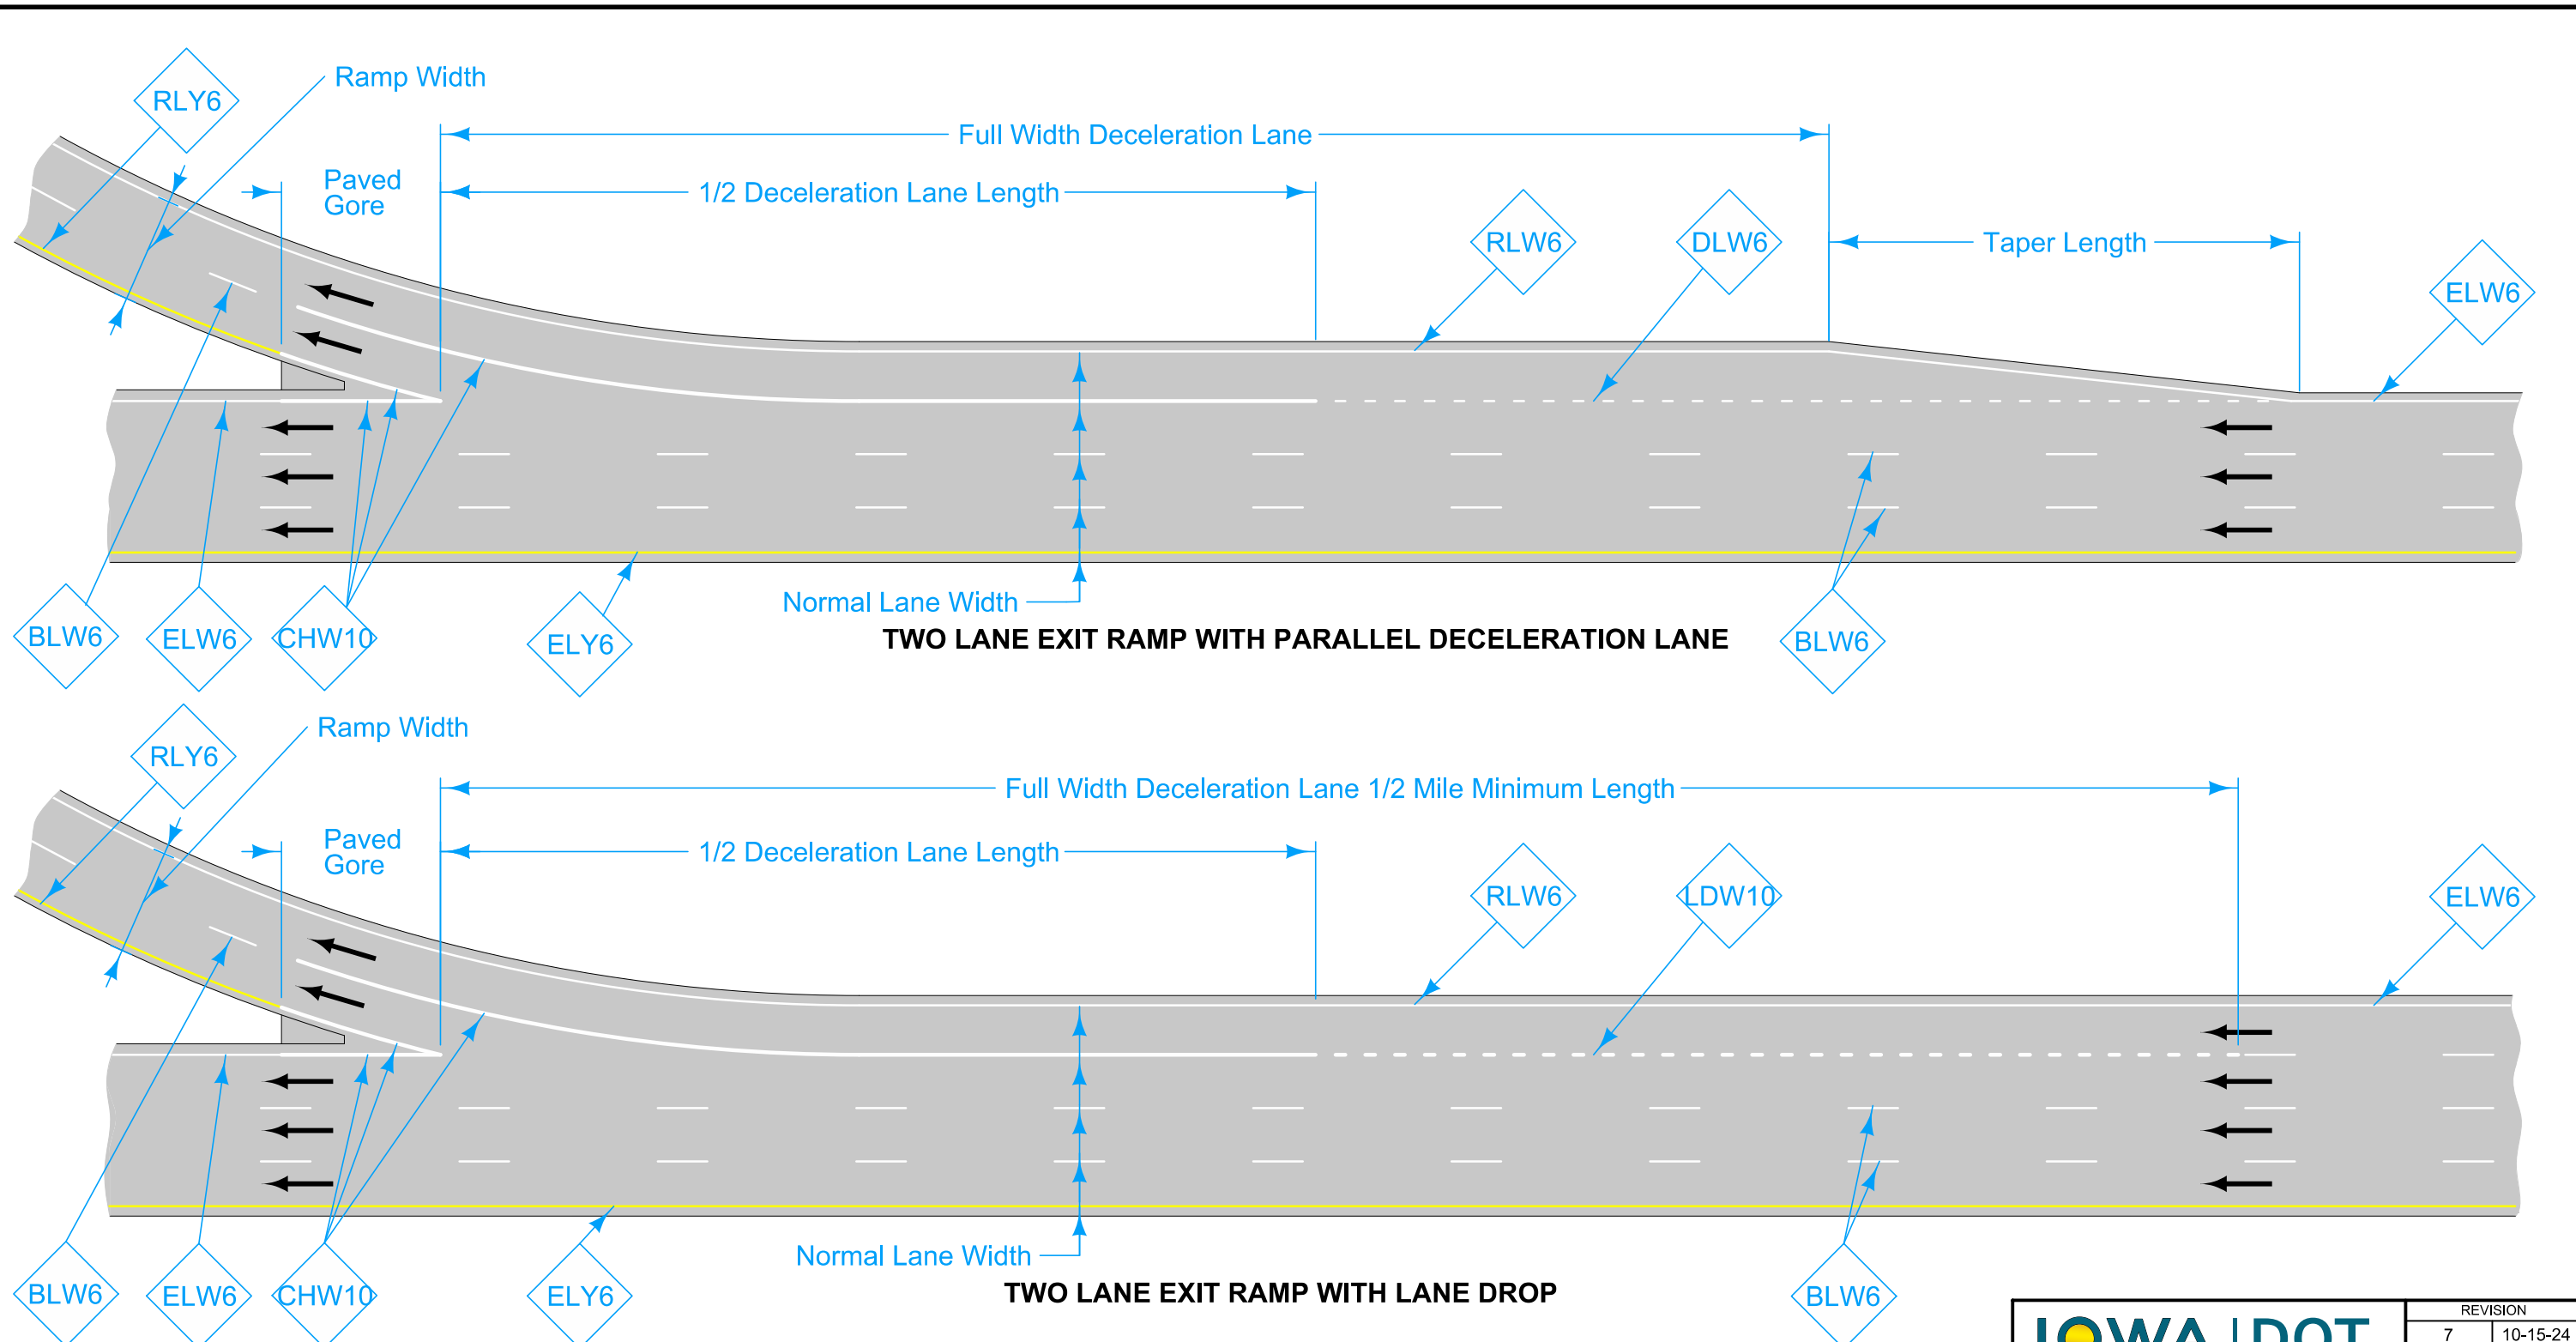 RLY6
Ramp Width
Full Width Deceleration Lane
Paved
Gore
1/2 Deceleration Lane Length
RLW6
DLW6
Taper Length
ELW6
Normal Lane Width
BLW6
ELW6
CHW10
ELY6
TWO LANE EXIT RAMP WITH PARALLEL DECELERATION LANE
BLW6
RLY6
Ramp Width
Full Width Deceleration Lane 1/2 Mile Minimum Length
Paved
Gore
1/2 Deceleration Lane Length
RLW6
LDW10
ELW6
Normal Lane Width
BLW6
ELW6
CHW10
ELY6
TWO LANE EXIT RAMP WITH LANE DROP
BLW6
IOWA | DOT
REVISION
7 10-15-24